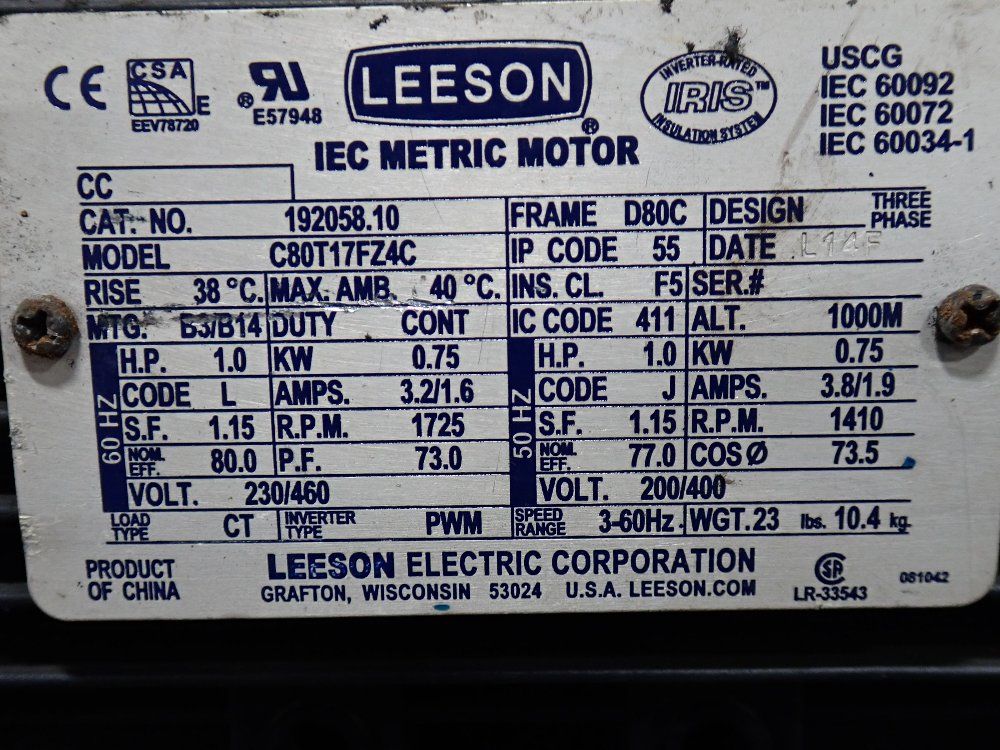 CE CSA E EEV78720 ® RU E57948 LEESON ® INVERTER-RATED IRIS™ INSULATION SYSTEM USCG
IEC 60092
IEC 60072
IEC 60034-1
IEC METRIC MOTOR
CC
CAT. NO. 192058.10 FRAME D80C DESIGN THREE PHASE
MODEL C80T17FZ4C IP CODE 55 DATE L14F
RISE 38 °C. MAX. AMB. 40 °C. INS. CL. F5 SER.#
MTG. B3/B14 DUTY CONT IC CODE 411 ALT. 1000M
60 HZ H.P. 1.0 KW 0.75 50 HZ H.P. 1.0 KW 0.75
CODE L AMPS. 3.2/1.6 CODE J AMPS. 3.8/1.9
S.F. 1.15 R.P.M. 1725 S.F. 1.15 R.P.M. 1410
NOM. EFF. 80.0 P.F. 73.0 NOM. EFF. 77.0 COS Ø 73.5
VOLT. 230/460 VOLT. 200/400
LOAD TYPE CT INVERTER TYPE PWM SPEED RANGE 3-60Hz WGT. 23 lbs. 10.4 kg.
PRODUCT OF CHINA
LEESON ELECTRIC CORPORATION
GRAFTON, WISCONSIN 53024 U.S.A. LEESON.COM
SA LR-33543
081042